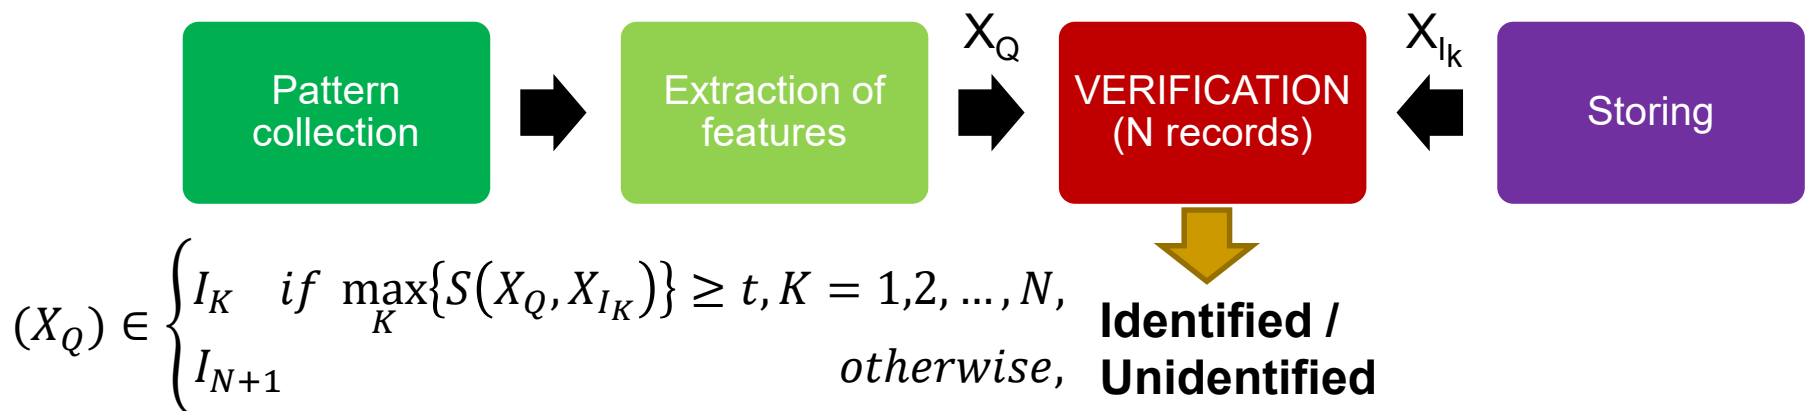 Pattern
collection
Extraction of
features
X_Q
VERIFICATION
(N records)
X_{I_k}
Storing
(X_Q) ∈ { I_K if max_K{S(X_Q, X_{I_K})} ≥ t, K = 1,2, …, N,
I_{N+1} otherwise,
Identified /
Unidentified